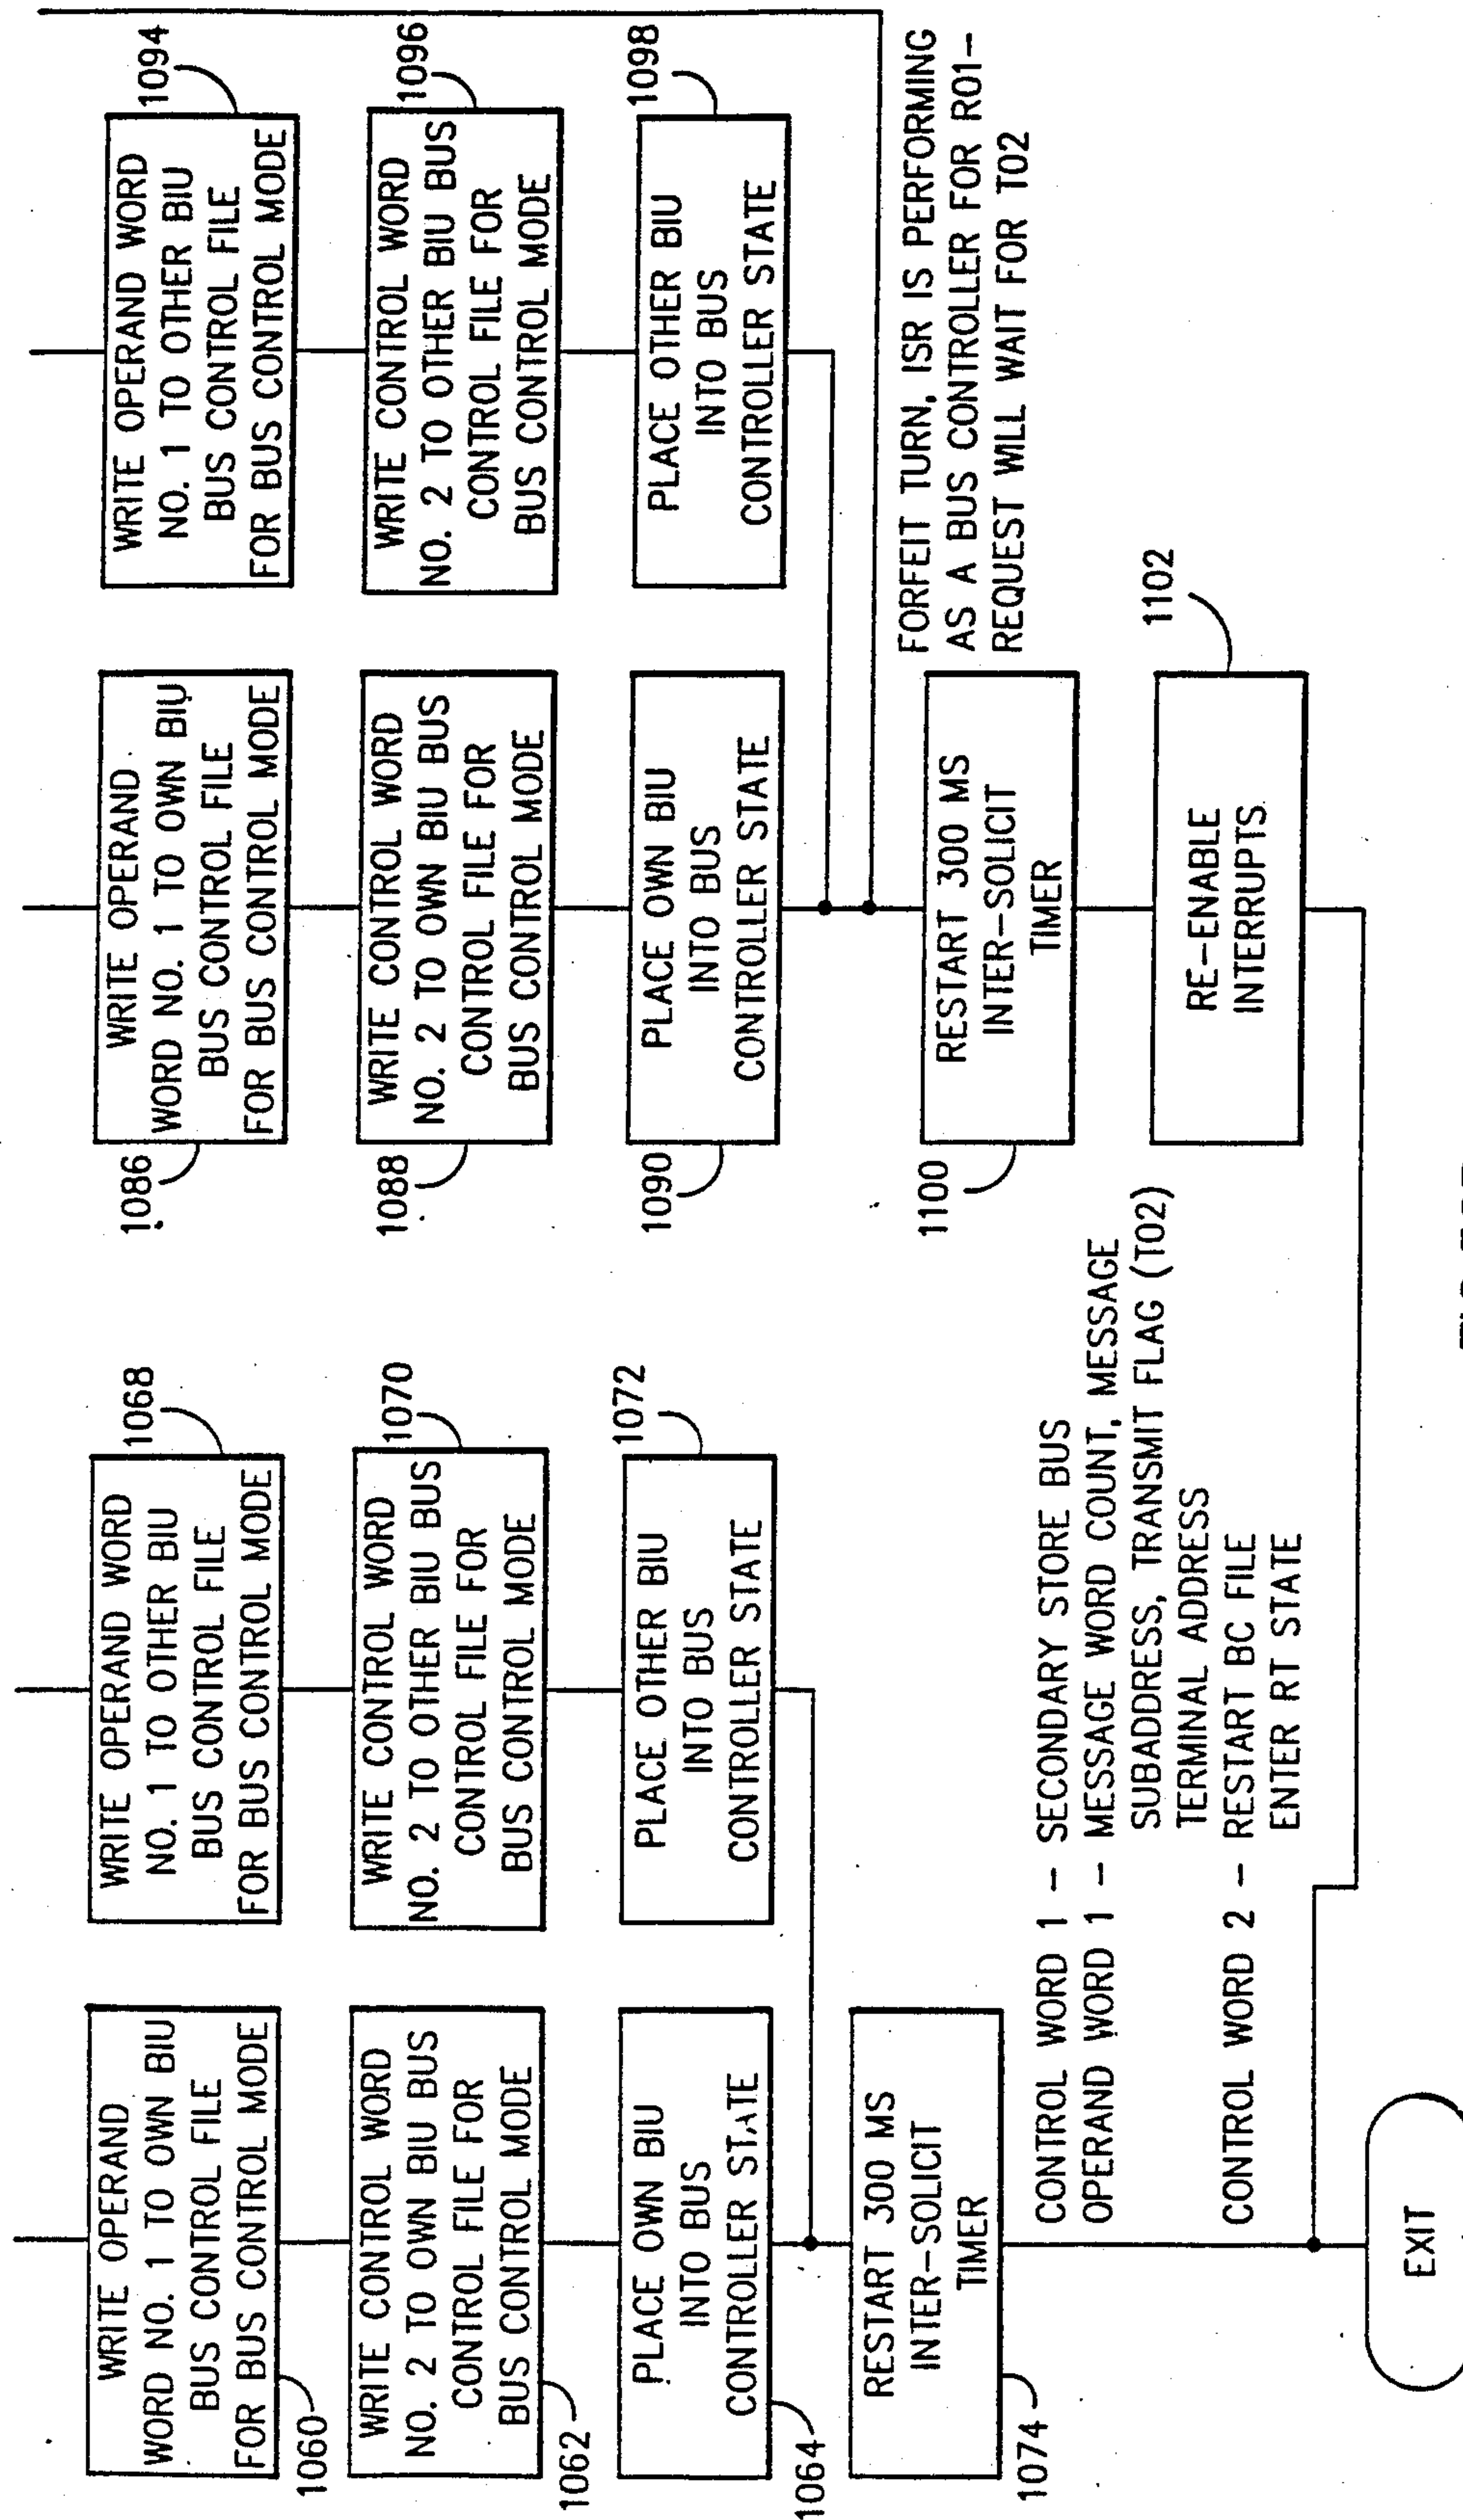 WRITE OPERAND
WORD NO. 1 TO OWN BIU
BUS CONTROL FILE
FOR BUS CONTROL MODE
1060
WRITE CONTROL WORD
NO. 2 TO OWN BIU BUS
CONTROL FILE FOR
BUS CONTROL MODE
1062
PLACE OWN BIU
INTO BUS
CONTROLLER STATE
1064
RESTART 300 MS
INTER-SOLICIT
TIMER
1074
WRITE OPERAND WORD
NO. 1 TO OTHER BIU
BUS CONTROL FILE
FOR BUS CONTROL MODE
1068
WRITE CONTROL WORD
NO. 2 TO OTHER BIU BUS
CONTROL FILE FOR
BUS CONTROL MODE
1070
PLACE OTHER BIU
INTO BUS
CONTROLLER STATE
1072
CONTROL WORD 1 - SECONDARY STORE BUS
OPERAND WORD 1 - MESSAGE WORD COUNT, MESSAGE
SUBADDRESS, TRANSMIT FLAG (T02)
TERMINAL ADDRESS
CONTROL WORD 2 - RESTART BC FILE
ENTER RT STATE
EXIT
WRITE OPERAND
WORD NO. 1 TO OWN BIU
BUS CONTROL FILE
FOR BUS CONTROL MODE
1086
WRITE CONTROL WORD
NO. 2 TO OWN BIU BUS
CONTROL FILE FOR
BUS CONTROL MODE
1088
PLACE OWN BIU
INTO BUS
CONTROLLER STATE
1090
RESTART 300 MS
INTER-SOLICIT
TIMER
1100
RE-ENABLE
INTERRUPTS
1102
WRITE OPERAND WORD
NO. 1 TO OTHER BIU
BUS CONTROL FILE
FOR BUS CONTROL MODE
1094
WRITE CONTROL WORD
NO. 2 TO OTHER BIU BUS
CONTROL FILE FOR
BUS CONTROL MODE
1096
PLACE OTHER BIU
INTO BUS
CONTROLLER STATE
1098
FORFEIT TURN, ISR IS PERFORMING
AS A BUS CONTROLLER FOR R01-
REQUEST WILL WAIT FOR T02